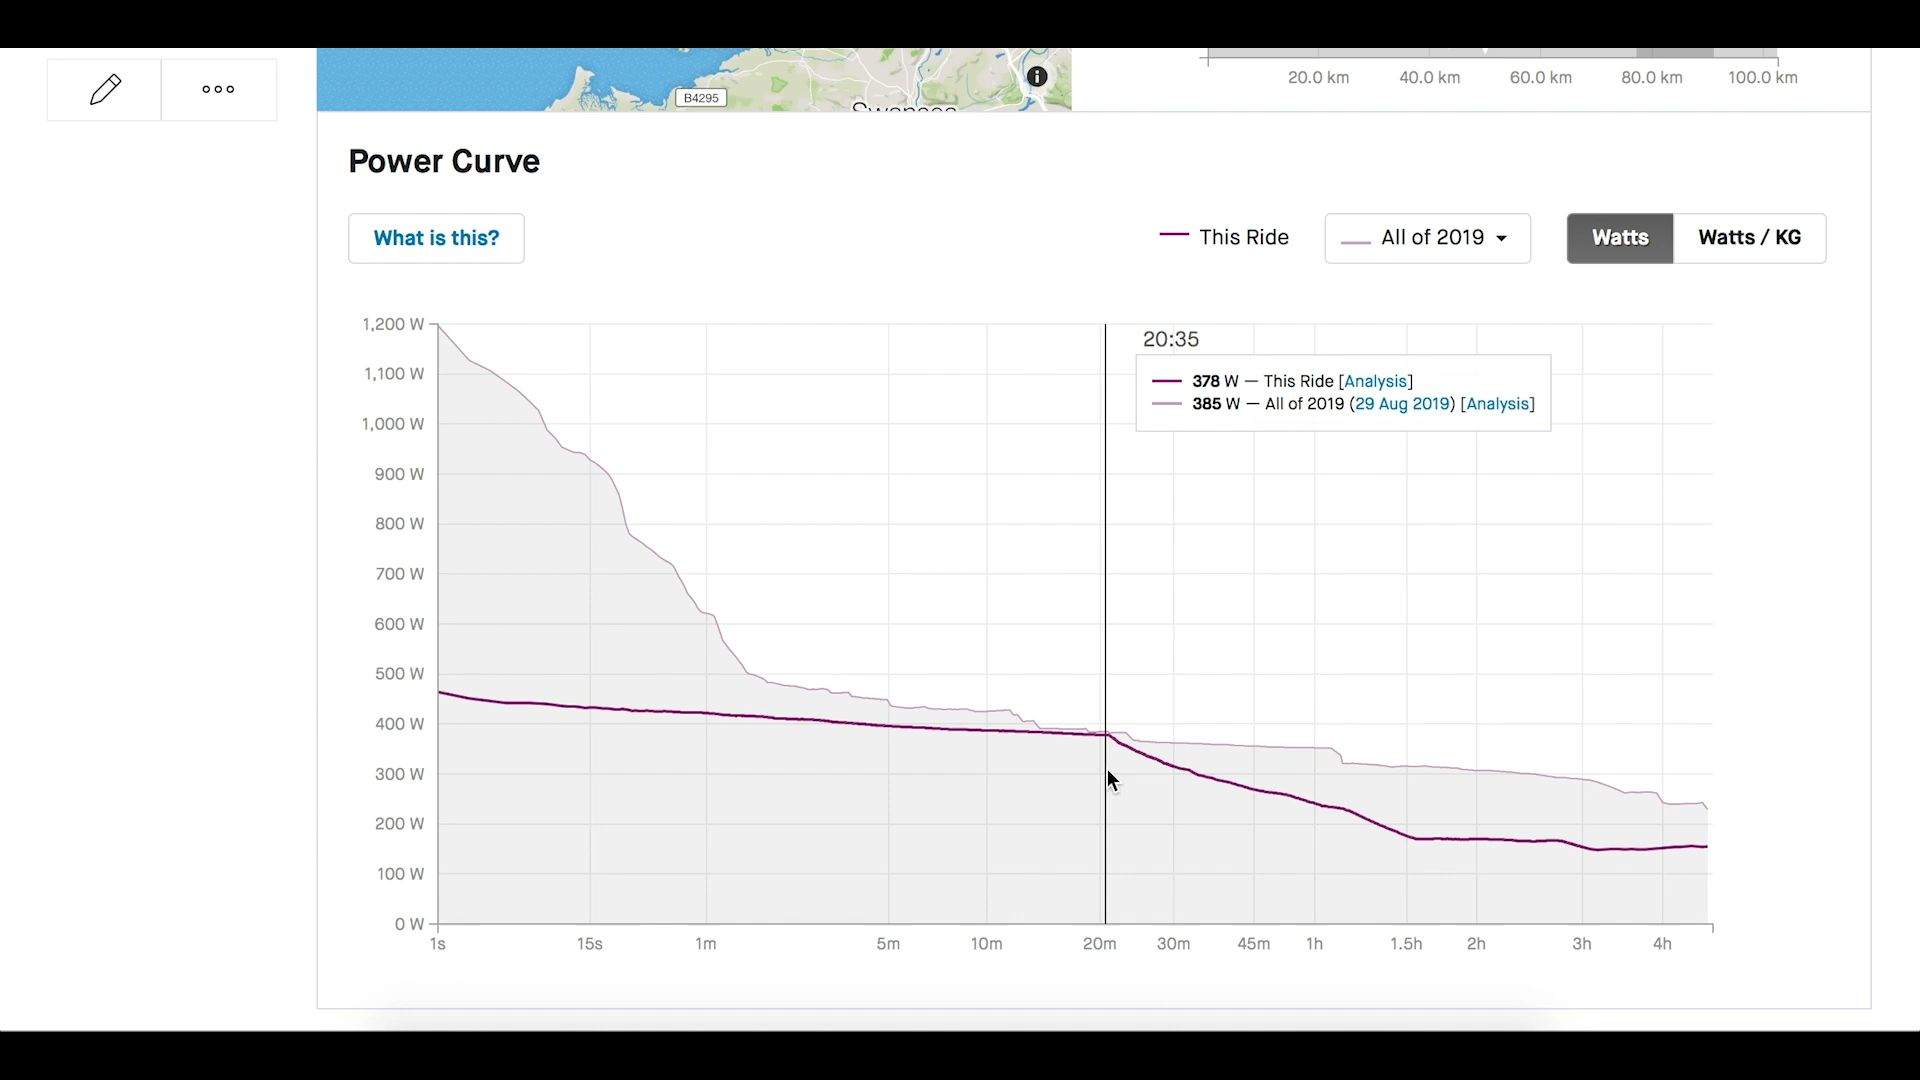 B4295
Swansea
20.0 km 40.0 km 60.0 km 80.0 km 100.0 km
Power Curve
What is this?
This Ride
All of 2019
Watts
Watts / KG
20:35
378 W — This Ride [Analysis]
385 W — All of 2019 (29 Aug 2019) [Analysis]
1,200 W
1,100 W
1,000 W
900 W
800 W
700 W
600 W
500 W
400 W
300 W
200 W
100 W
0 W
1s 15s 1m 5m 10m 20m 30m 45m 1h 1.5h 2h 3h 4h